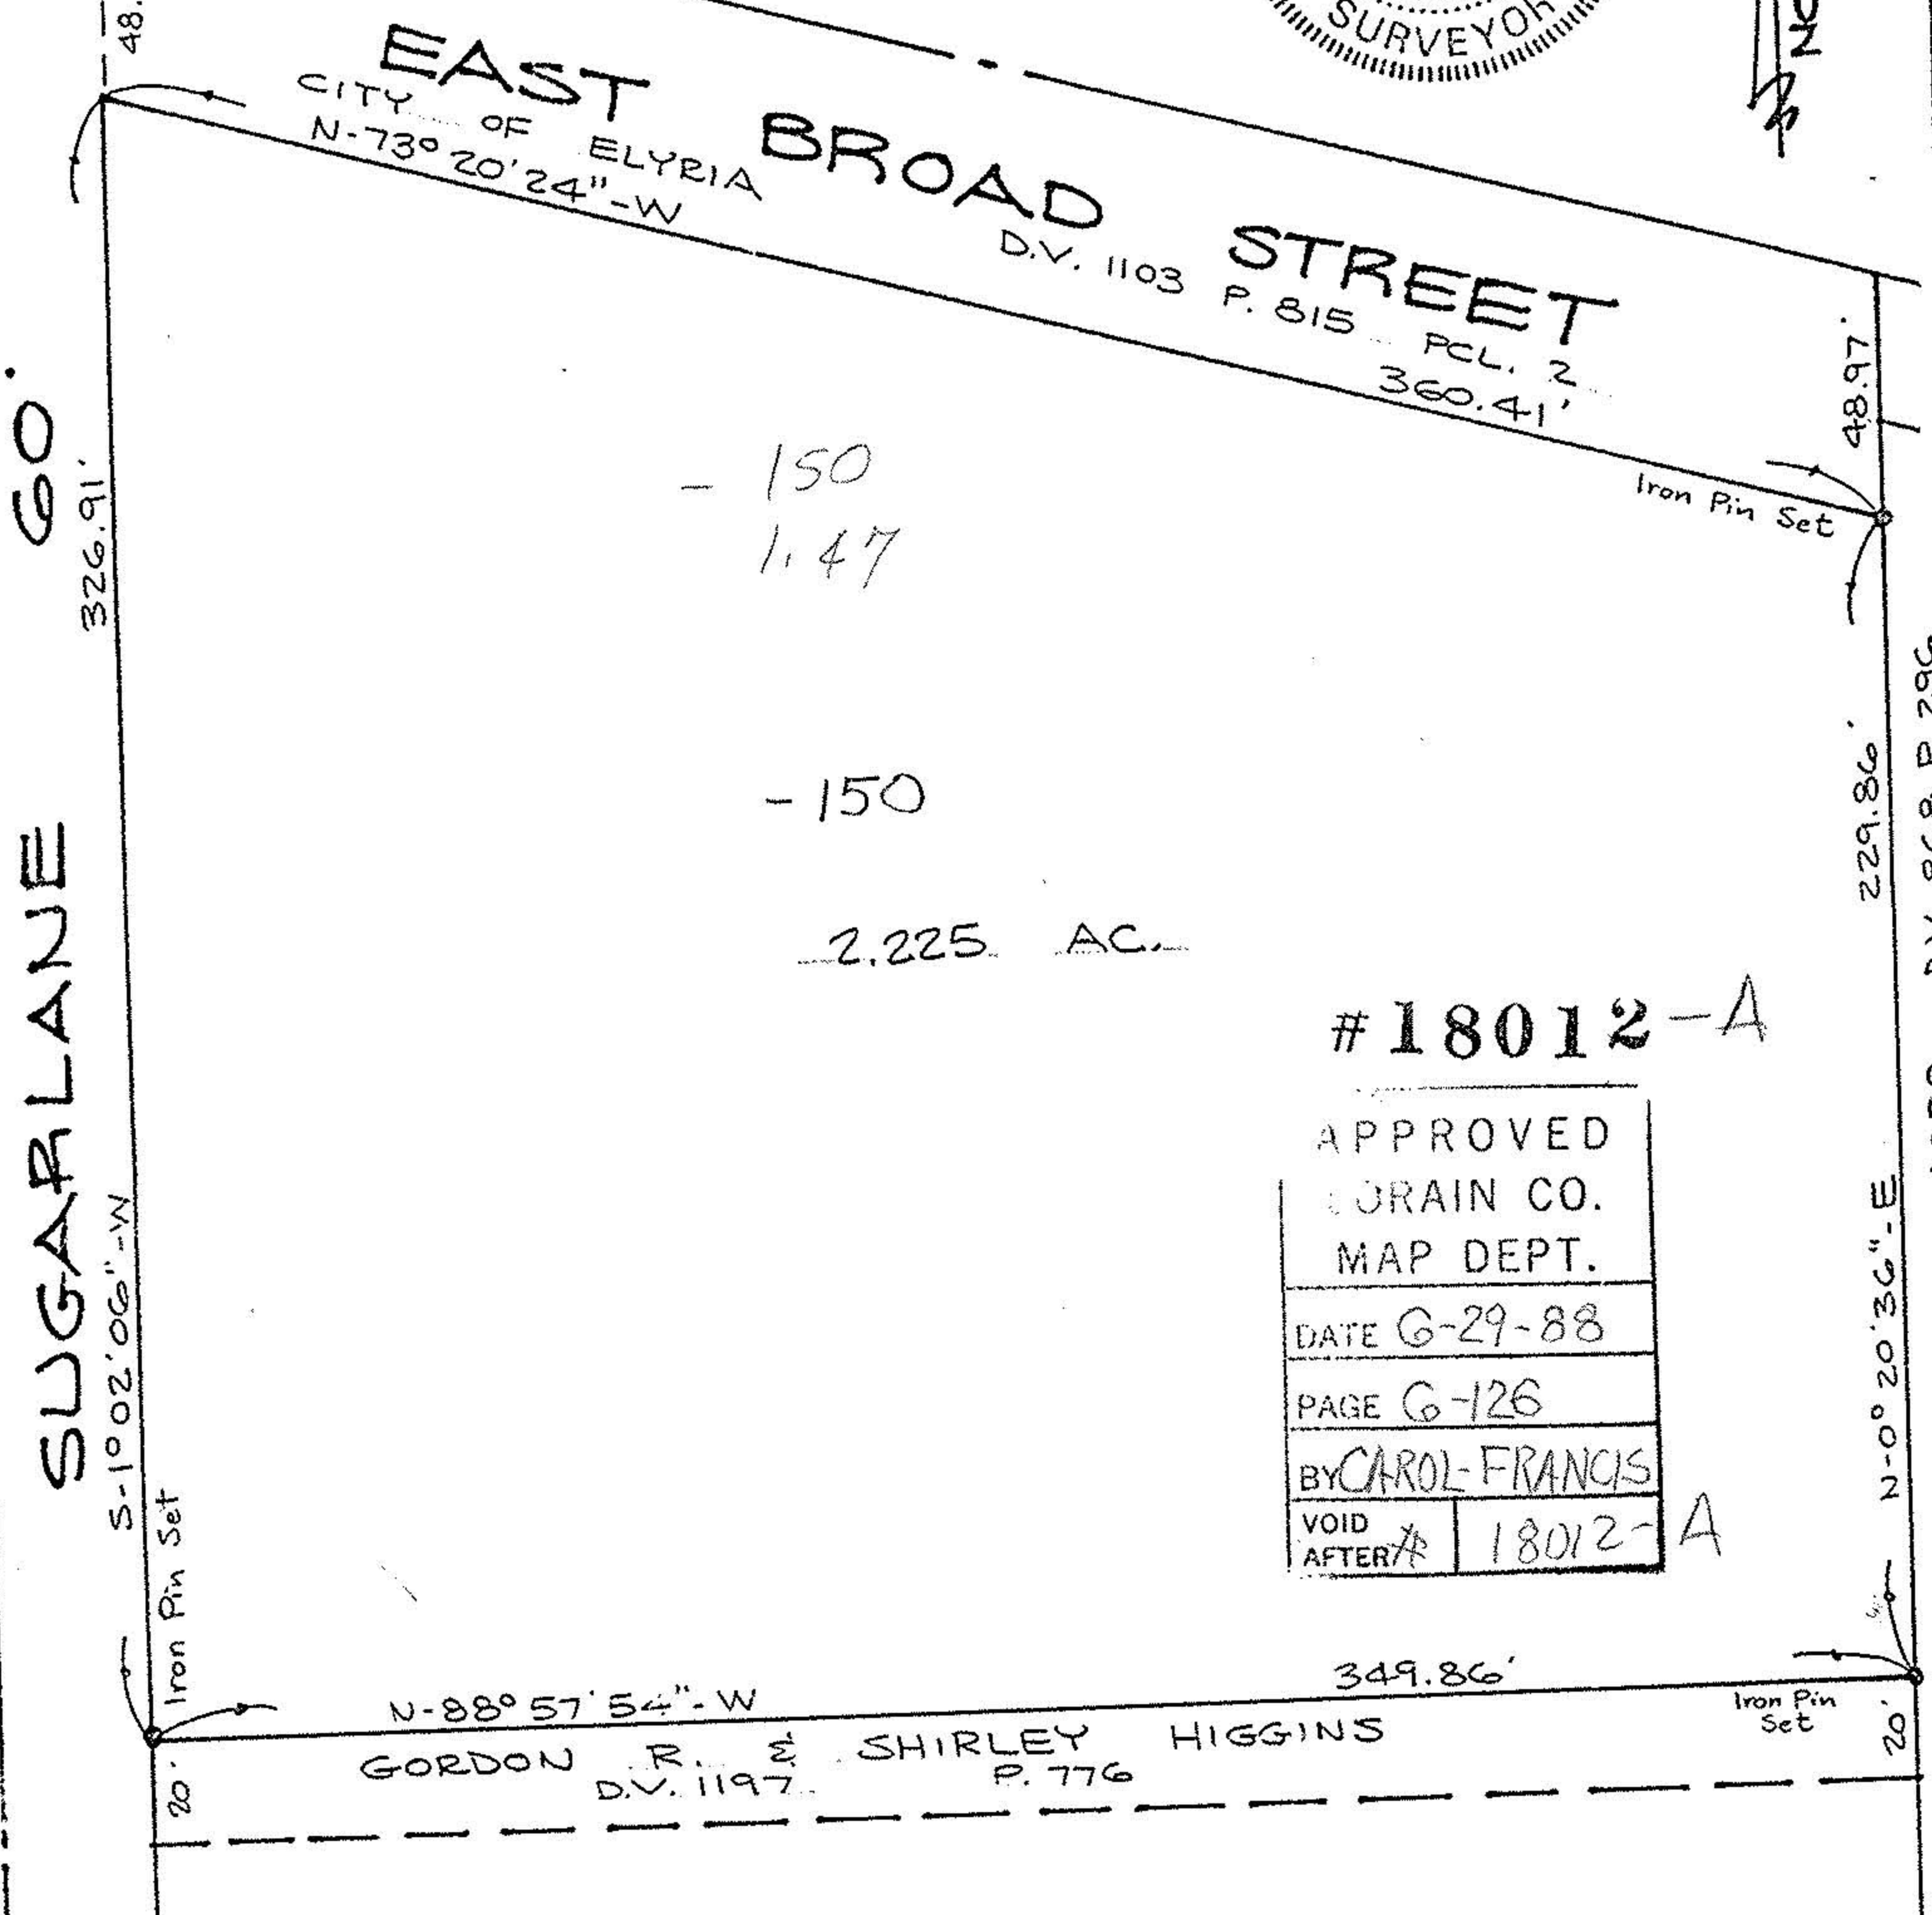 48.
SURVEYOR
EAST BROAD STREET
CITY OF ELYRIA
N-73° 20' 24"-W
D.V. 1103 P. 815 PCL. 2
360.41'
48.97'
Iron Pin Set
60'
326.91'
- 150
1.47
229.86'
- 150
2.225 AC.
SUGARLANE
S-1° 02' 06"-W
#18012-A
APPROVED
ORAIN CO.
MAP DEPT.
DATE 6-29-88
PAGE 6-126
BY CAROL FRANCIS
VOID AFTER # 18012-A
N-0° 20' 36"-E
Iron Pin Set
N-88° 57' 54"-W
349.86'
Iron Pin
Set
20'
GORDON R. & SHIRLEY HIGGINS
D.V. 1197 P. 776
20'